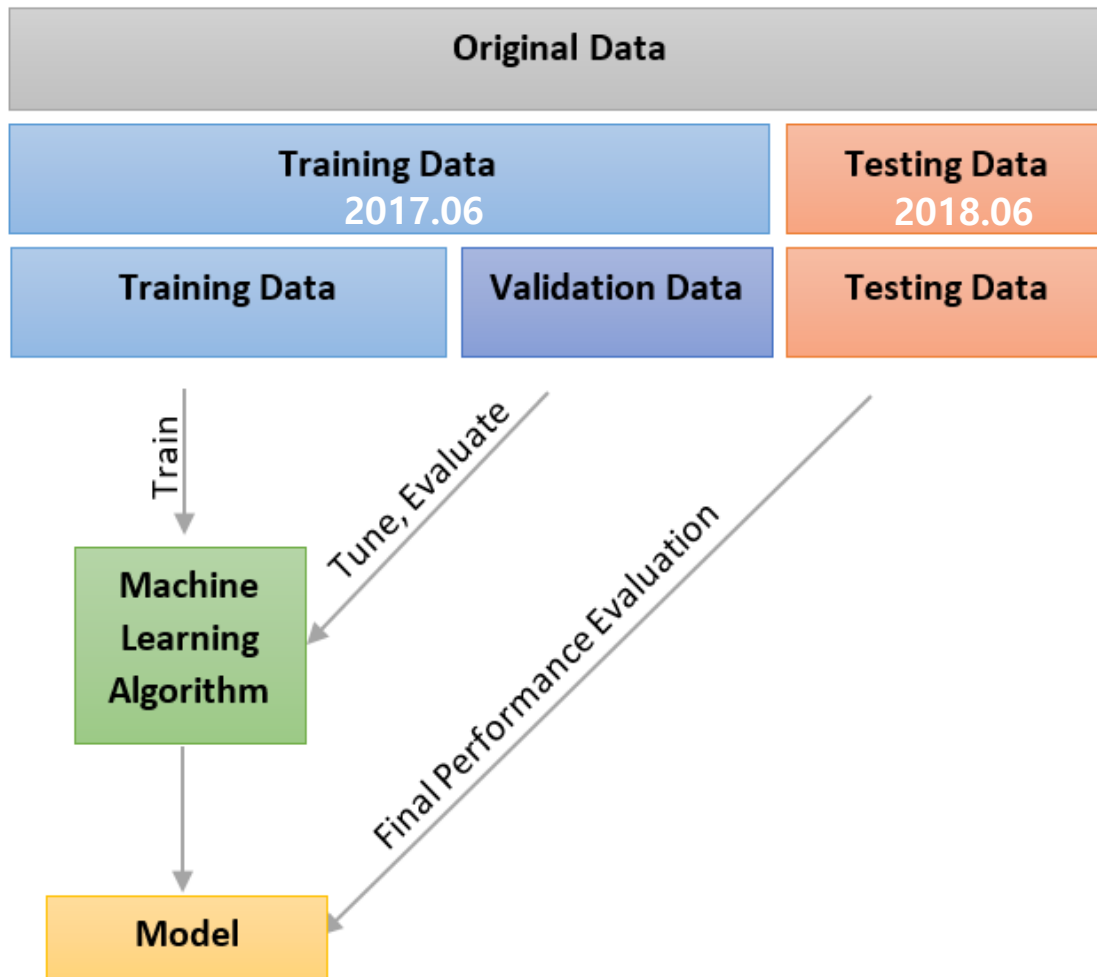 Original Data
Training Data
2017.06
Testing Data
2018.06
Training Data
Validation Data
Testing Data
Train
Tune, Evaluate
Final Performance Evaluation
Machine
Learning
Algorithm
Model